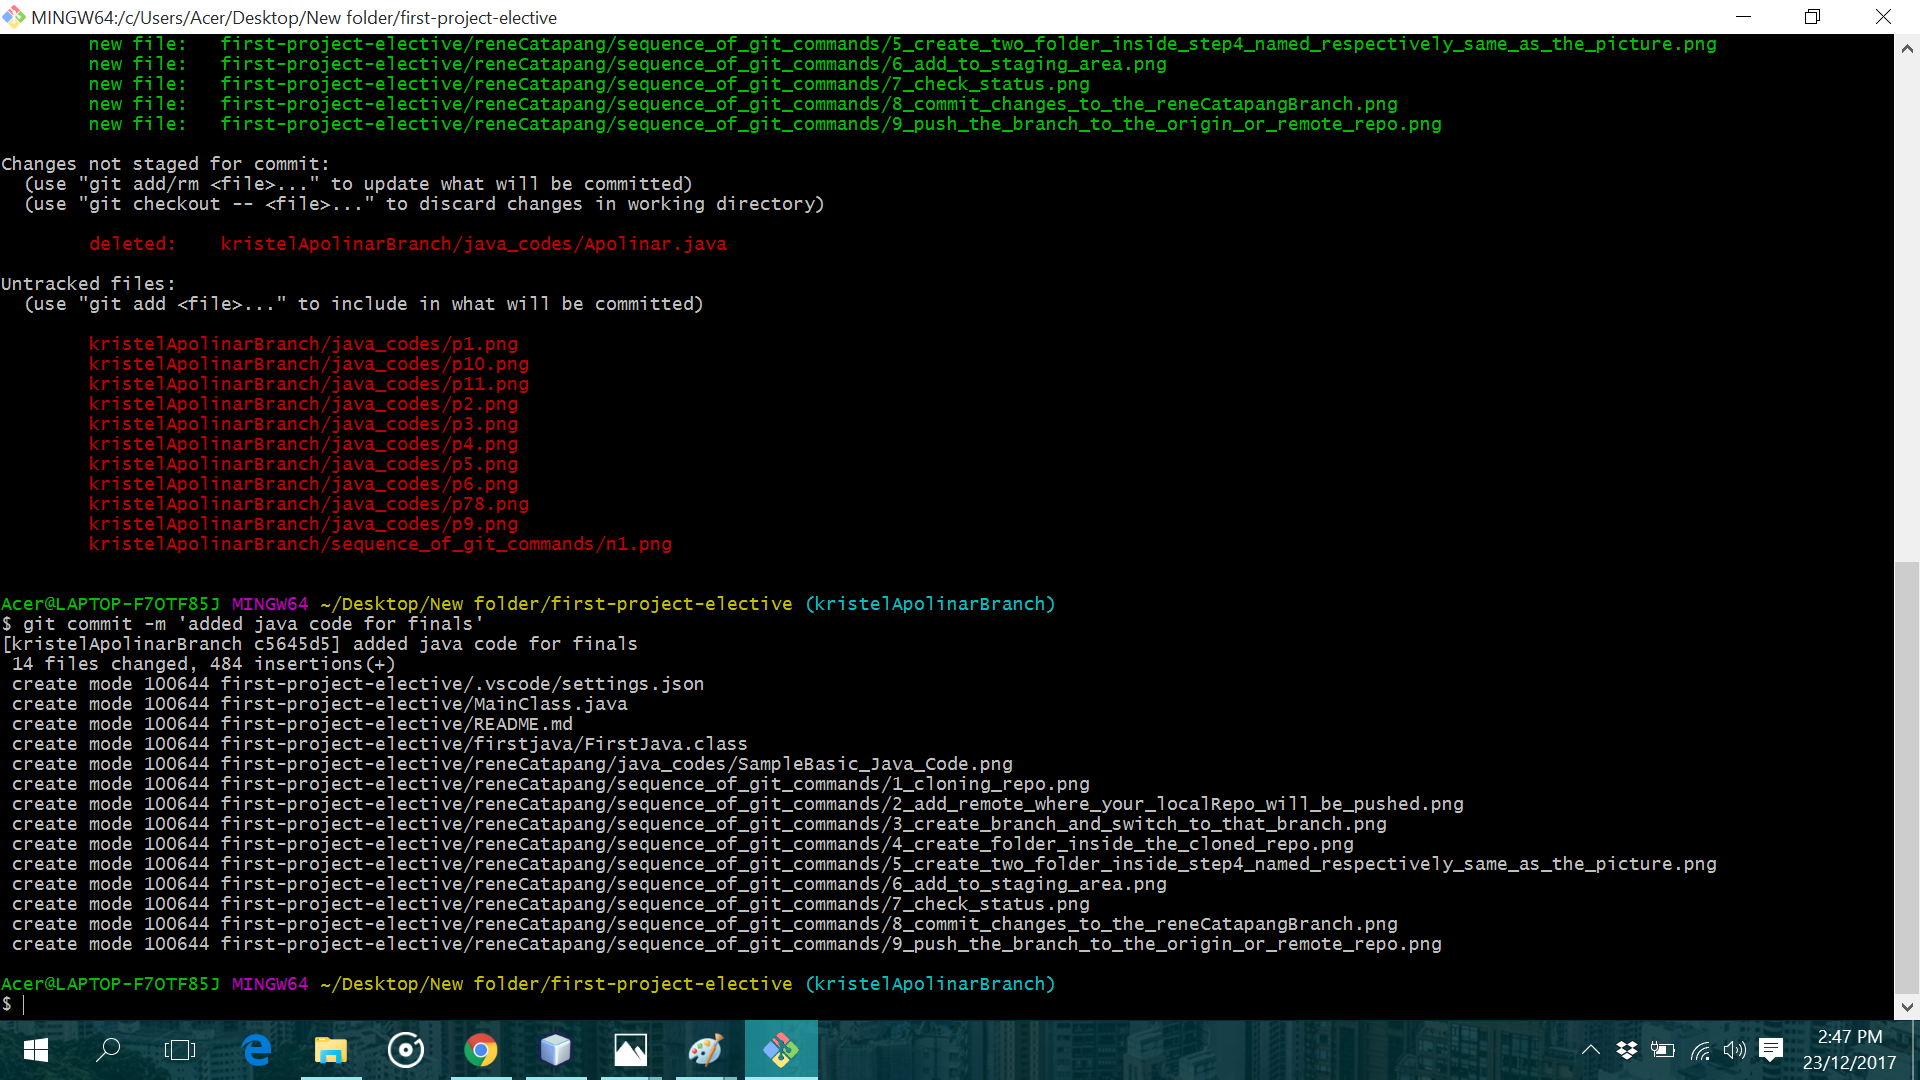 MINGW64:/c/Users/Acer/Desktop/New folder/first-project-elective
new file:   first-project-elective/reneCatapang/sequence_of_git_commands/5_create_two_folder_inside_step4_named_respectively_same_as_the_picture.png
new file:   first-project-elective/reneCatapang/sequence_of_git_commands/6_add_to_staging_area.png
new file:   first-project-elective/reneCatapang/sequence_of_git_commands/7_check_status.png
new file:   first-project-elective/reneCatapang/sequence_of_git_commands/8_commit_changes_to_the_reneCatapangBranch.png
new file:   first-project-elective/reneCatapang/sequence_of_git_commands/9_push_the_branch_to_the_origin_or_remote_repo.png
Changes not staged for commit:
(use "git add/rm <file>..." to update what will be committed)
(use "git checkout -- <file>..." to discard changes in working directory)
deleted:    kristelApolinarBranch/java_codes/Apolinar.java
Untracked files:
(use "git add <file>..." to include in what will be committed)
kristelApolinarBranch/java_codes/p1.png
kristelApolinarBranch/java_codes/p10.png
kristelApolinarBranch/java_codes/p11.png
kristelApolinarBranch/java_codes/p2.png
kristelApolinarBranch/java_codes/p3.png
kristelApolinarBranch/java_codes/p4.png
kristelApolinarBranch/java_codes/p5.png
kristelApolinarBranch/java_codes/p6.png
kristelApolinarBranch/java_codes/p78.png
kristelApolinarBranch/java_codes/p9.png
kristelApolinarBranch/sequence_of_git_commands/n1.png
Acer@LAPTOP-F7OTF85J MINGW64 ~/Desktop/New folder/first-project-elective (kristelApolinarBranch)
$ git commit -m 'added java code for finals'
[kristelApolinarBranch c5645d5] added java code for finals
14 files changed, 484 insertions(+)
create mode 100644 first-project-elective/.vscode/settings.json
create mode 100644 first-project-elective/MainClass.java
create mode 100644 first-project-elective/README.md
create mode 100644 first-project-elective/firstjava/FirstJava.class
create mode 100644 first-project-elective/reneCatapang/java_codes/SampleBasic_Java_Code.png
create mode 100644 first-project-elective/reneCatapang/sequence_of_git_commands/1_cloning_repo.png
create mode 100644 first-project-elective/reneCatapang/sequence_of_git_commands/2_add_remote_where_your_localRepo_will_be_pushed.png
create mode 100644 first-project-elective/reneCatapang/sequence_of_git_commands/3_create_branch_and_switch_to_that_branch.png
create mode 100644 first-project-elective/reneCatapang/sequence_of_git_commands/4_create_folder_inside_the_cloned_repo.png
create mode 100644 first-project-elective/reneCatapang/sequence_of_git_commands/5_create_two_folder_inside_step4_named_respectively_same_as_the_picture.png
create mode 100644 first-project-elective/reneCatapang/sequence_of_git_commands/6_add_to_staging_area.png
create mode 100644 first-project-elective/reneCatapang/sequence_of_git_commands/7_check_status.png
create mode 100644 first-project-elective/reneCatapang/sequence_of_git_commands/8_commit_changes_to_the_reneCatapangBranch.png
create mode 100644 first-project-elective/reneCatapang/sequence_of_git_commands/9_push_the_branch_to_the_origin_or_remote_repo.png
Acer@LAPTOP-F7OTF85J MINGW64 ~/Desktop/New folder/first-project-elective (kristelApolinarBranch)
$
2:47 PM
23/12/2017